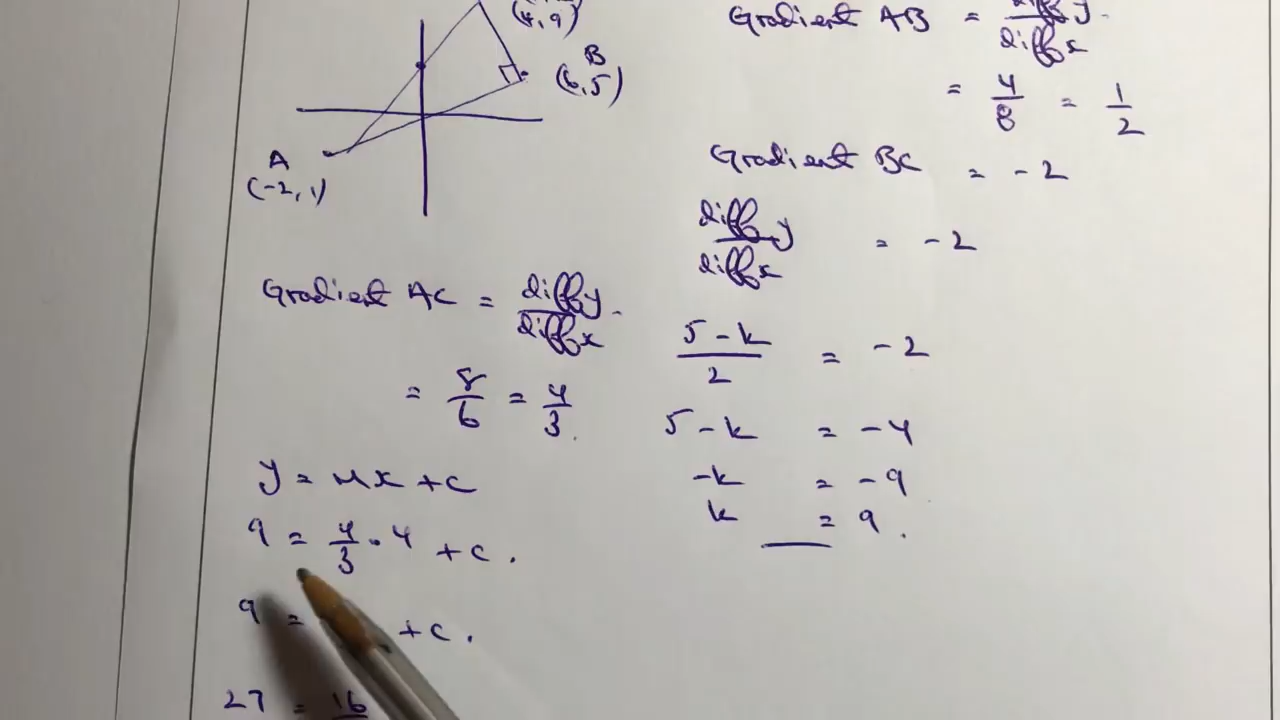 (4, 9)
B
(6, 5)
A
(-2, 1)
Gradient AC = diff y / diff x
= 8/6 = 4/3.
y = mx + c
9 = 4/3 · 4 + c.
9 = + c.
27 = 16
Gradient AB = diff y / diff x
= 4/8 = 1/2
Gradient BC = -2
diff y / diff x = -2
5 - k / 2 = -2
5 - k = -4
-k = -9
k = 9.